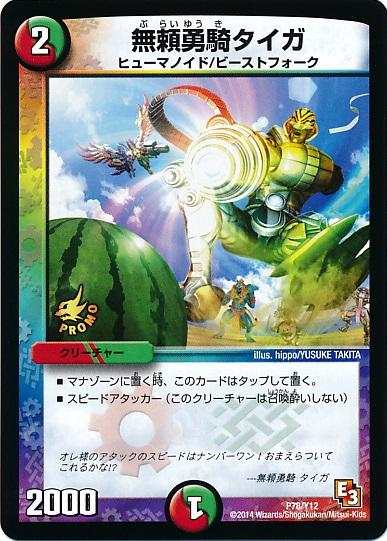 2
ぶらいゆうき
無頼勇騎タイガ
ヒューマノイド/ビーストフォーク
PROMO
クリーチャー
illus. hippo/YUSUKE TAKITA
■ マナゾーンに置く時、このカードはタップして置く。
■ スピードアタッカー (このクリーチャーは召喚酔いしない)
オレ様のアタックのスピードはナンバーワン！おまえらついて
これるかな!?
---無頼勇騎 タイガ
2000
1
P78/Y12
E3
©2014 Wizards/Shogakukan/Mitsui-Kids